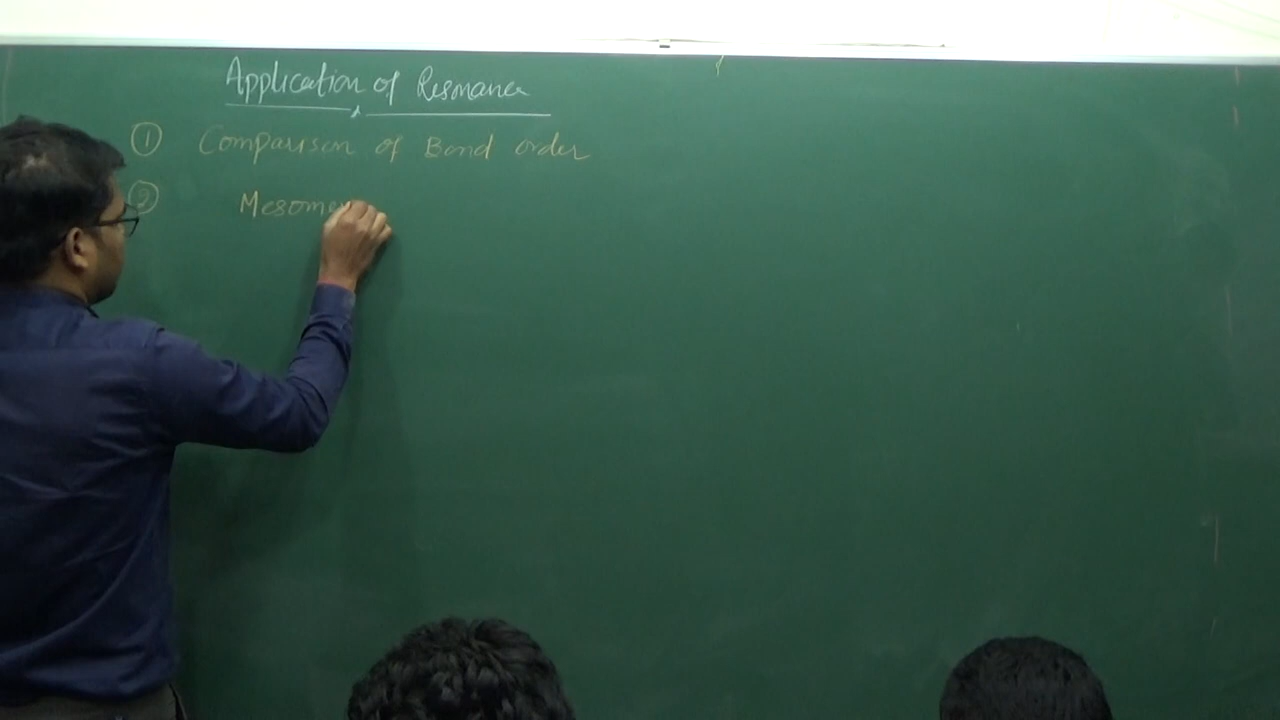 Application of Resonance
① Comparison of Bond order
② Mesome